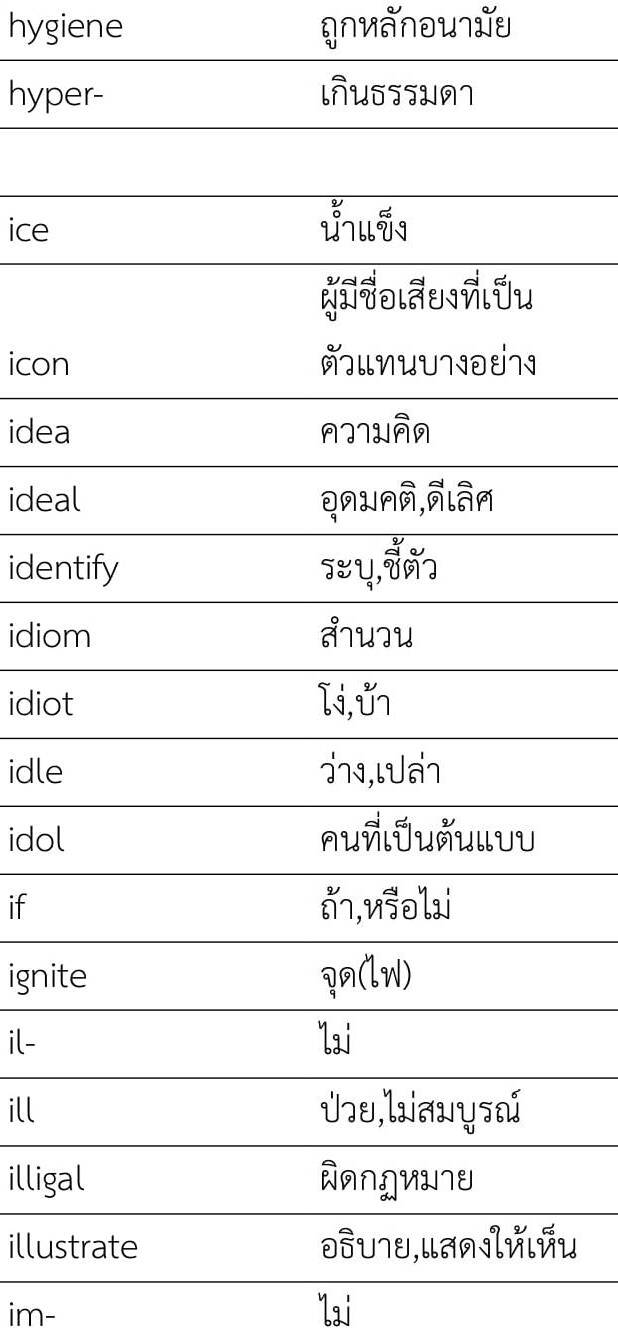 hygiene ถูกหลักอนามัย
hyper- เกินธรรมดา
ice น้ำแข็ง
ผู้มีชื่อเสียงที่เป็น
icon ตัวแทนบางอย่าง
idea ความคิด
ideal อุดมคติ,ดีเลิศ
identify ระบุ,ชี้ตัว
idiom สำนวน
idiot โง่,บ้า
idle ว่าง,เปล่า
idol คนที่เป็นต้นแบบ
if ถ้า,หรือไม่
ignite จุด(ไฟ)
il- ไม่
ill ป่วย,ไม่สมบูรณ์
illigal ผิดกฏหมาย
illustrate อธิบาย,แสดงให้เห็น
im- ไม่